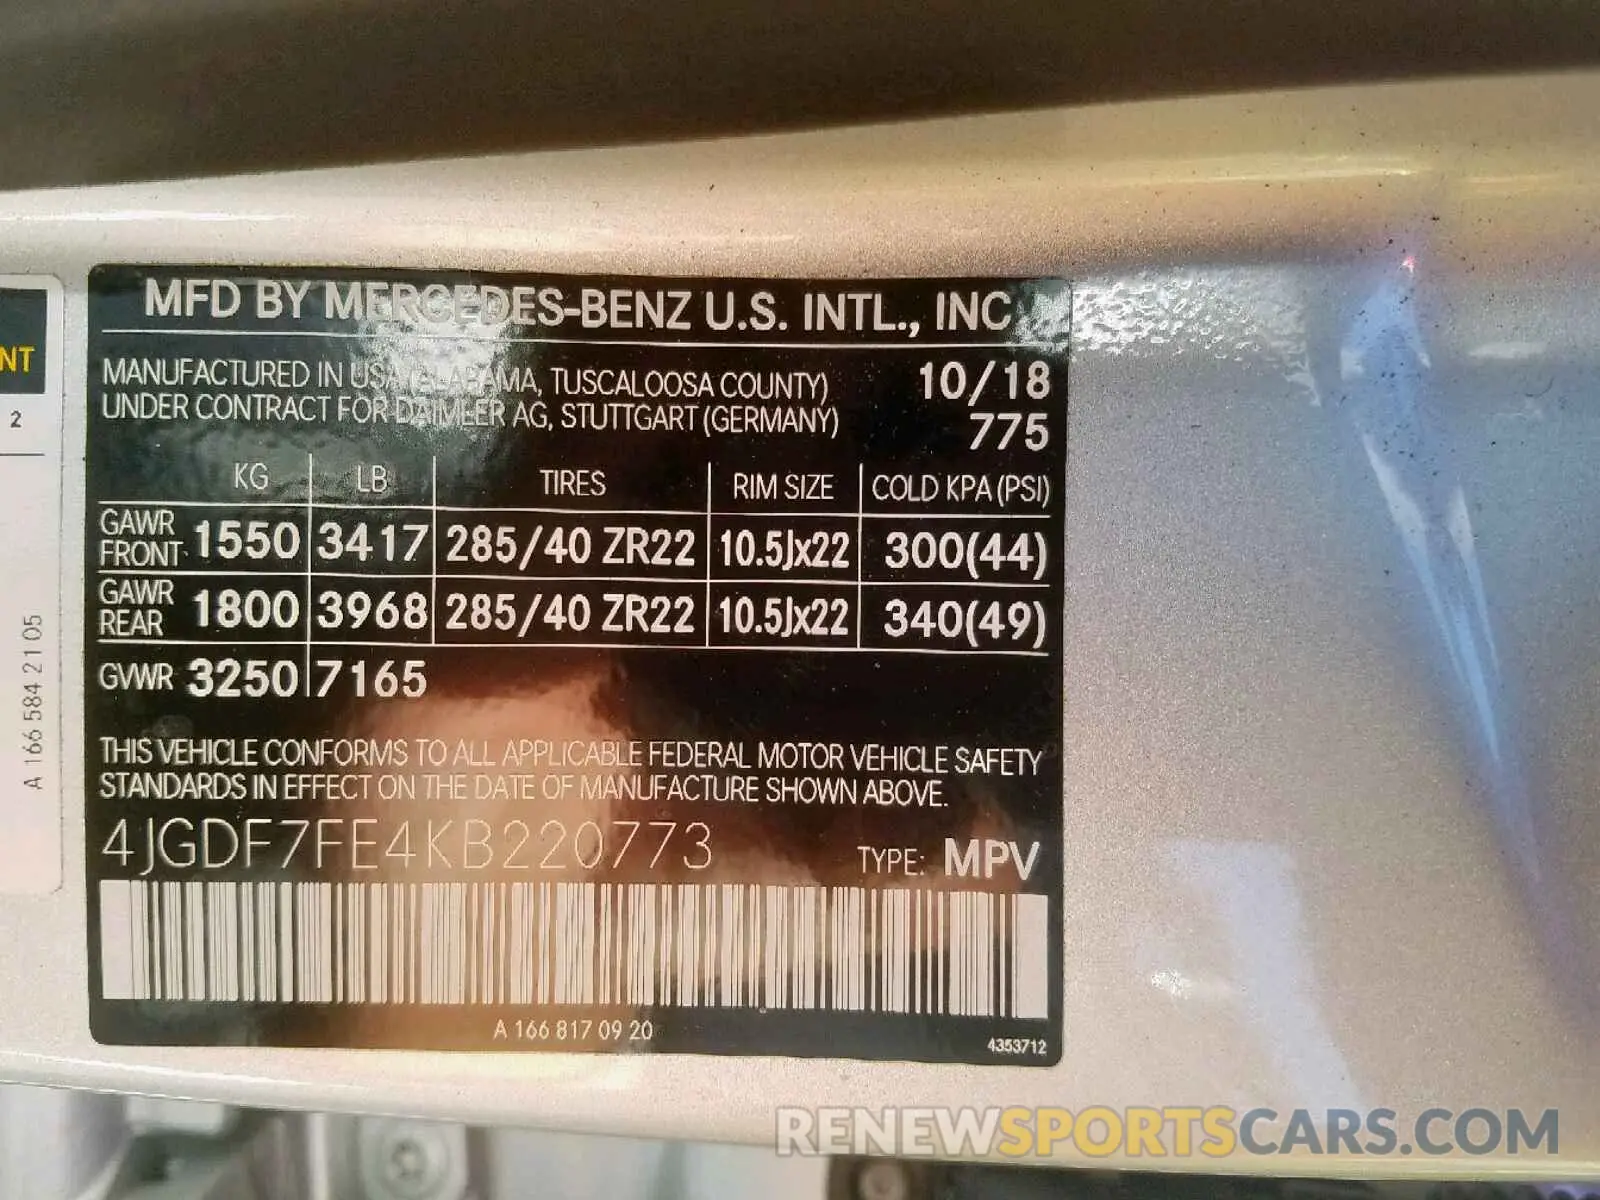 MFD BY MERCEDES-BENZ U.S. INTL., INC
MANUFACTURED IN USA (ALABAMA, TUSCALOOSA COUNTY) 10/18
UNDER CONTRACT FOR DAIMLER AG, STUTTGART (GERMANY) 775
KG LB TIRES RIM SIZE COLD KPA (PSI)
GAWR FRONT 1550 3417 285/40 ZR22 10.5Jx22 300(44)
GAWR REAR 1800 3968 285/40 ZR22 10.5Jx22 340(49)
GVWR 3250 7165
THIS VEHICLE CONFORMS TO ALL APPLICABLE FEDERAL MOTOR VEHICLE SAFETY
STANDARDS IN EFFECT ON THE DATE OF MANUFACTURE SHOWN ABOVE.
4JGDF7FE4KB220773 TYPE: MPV
A 166 817 09 20
4353712
NT
2
A 166 584 21 05
RENEWSPORTSCARS.COM